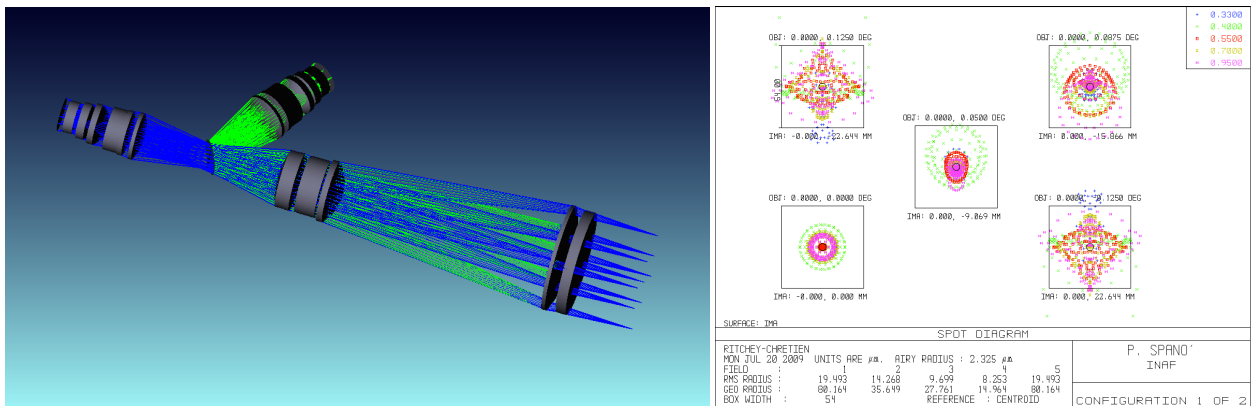 + 0.3300
× 0.4000
0.5500
0.7000
0.9500
OBJ: 0.0000, 0.1250 DEG
OBJ: 0.0000, 0.0875 DEG
54.00
IMA: -0.000, -22.644 MM
IMA: 0.000, -15.866 MM
OBJ: 0.0000, 0.0500 DEG
IMA: 0.000, -9.069 MM
OBJ: 0.0000, 0.0000 DEG
IMA: -0.000, 0.000 MM
IMA: 0.000, 22.644 MM
SURFACE: IMA
SPOT DIAGRAM
RITCHEY-CHRETIEN
MON JUL 20 2009 UNITS ARE µm. AIRY RADIUS : 2.325 µm
FIELD : 1 2 3 4 5
RMS RADIUS : 19.493 14.268 9.699 8.253 19.493
GEO RADIUS : 80.164 35.649 27.761 14.964 80.164
BOX WIDTH : 54 REFERENCE : CENTROID
P. SPANO'
INAF
CONFIGURATION 1 OF 2